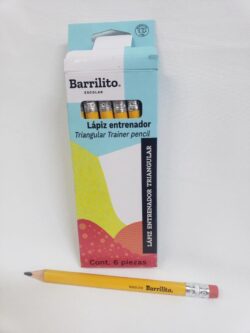 Barrilito.
ESCOLAR
Lápiz entrenador
Triangular Trainer pencil
LÁPIZ ENTRENADOR TRIANGULAR
Cont. 6 piezas
Barrilito.